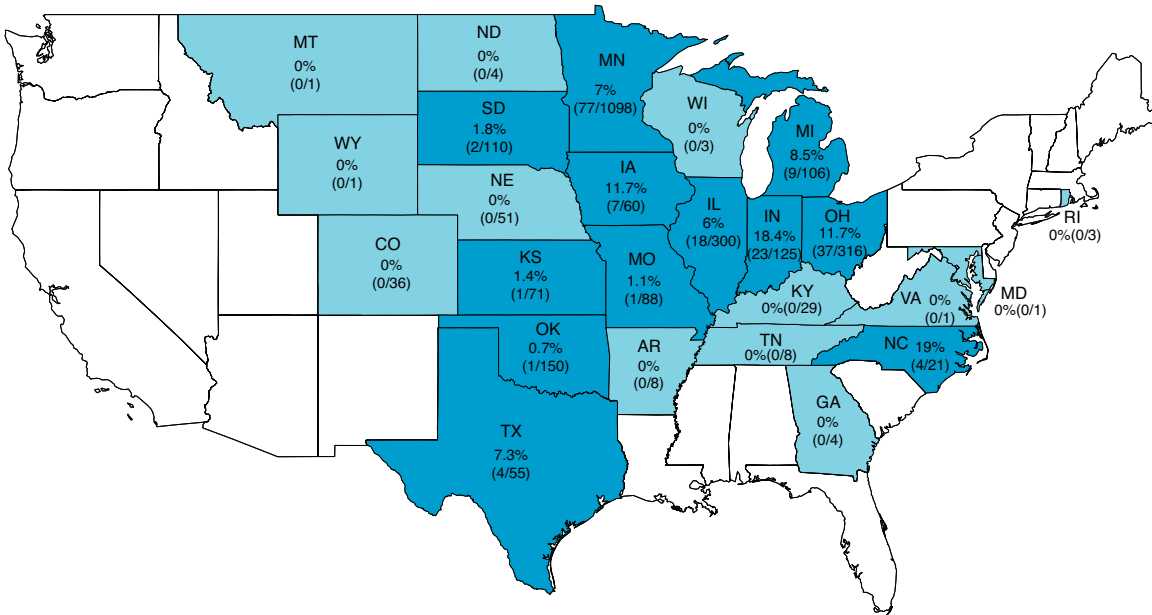 MT
0%
(0/1)
ND
0%
(0/4)
MN
7%
(77/1098)
SD
1.8%
(2/110)
WI
0%
(0/3)
MI
8.5%
(9/106)
WY
0%
(0/1)
NE
0%
(0/51)
IA
11.7%
(7/60)
IL
6%
(18/300)
IN
18.4%
(23/125)
OH
11.7%
(37/316)
RI
0%(0/3)
CO
0%
(0/36)
KS
1.4%
(1/71)
MO
1.1%
(1/88)
KY
0%(0/29)
VA 0%
(0/1)
MD
0%(0/1)
OK
0.7%
(1/150)
AR
0%
(0/8)
TN
0%(0/8)
NC 19%
(4/21)
GA
0%
(0/4)
TX
7.3%
(4/55)